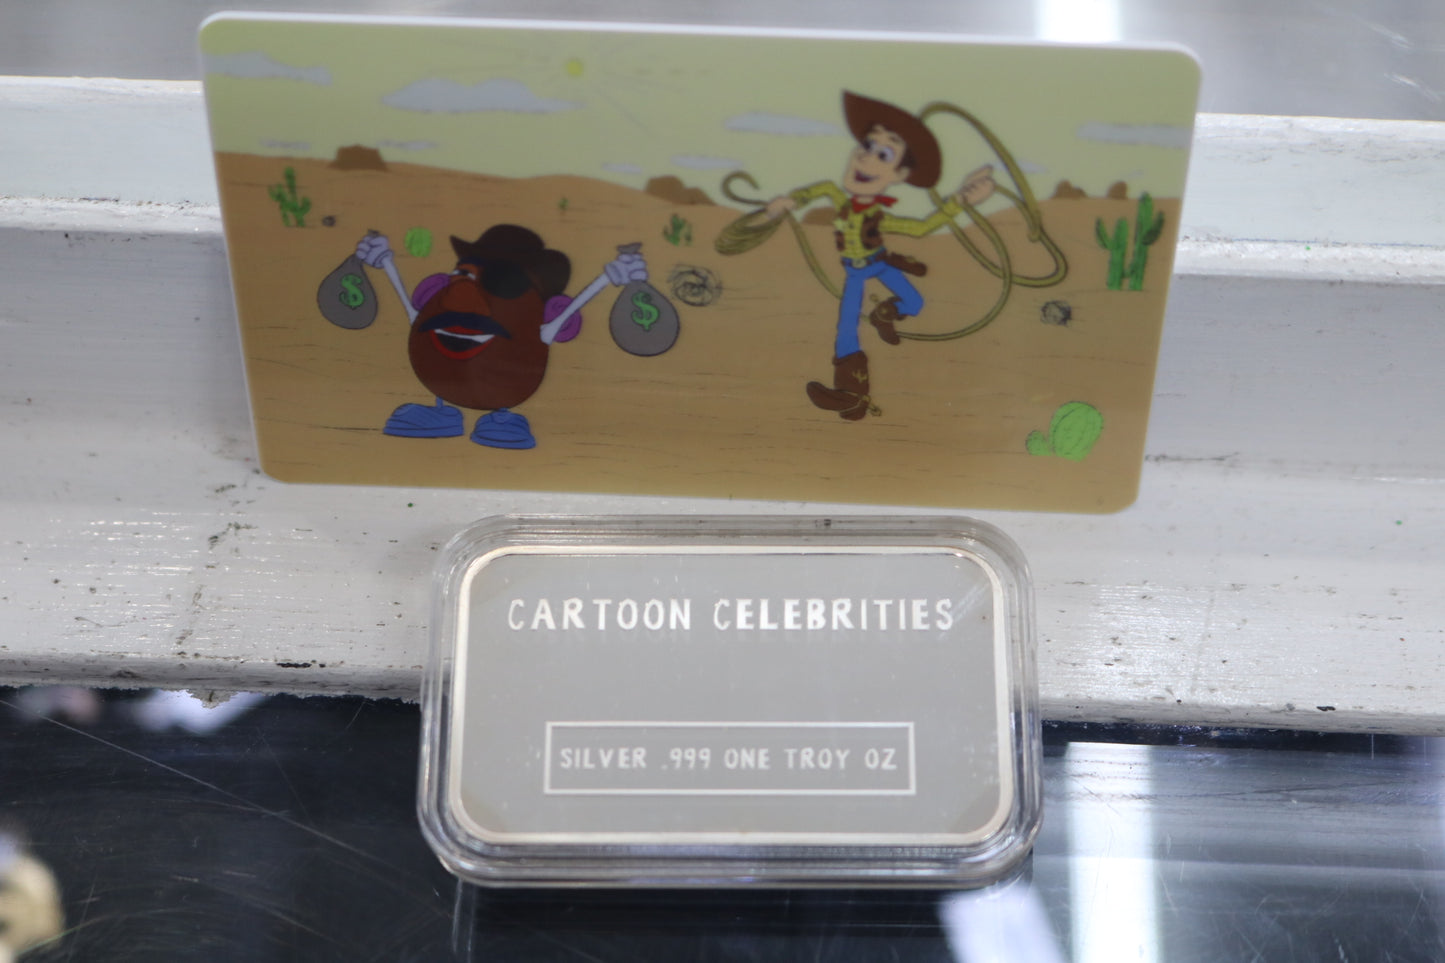 $ $
CARTOON CELEBRITIES
SILVER .999 ONE TROY OZ